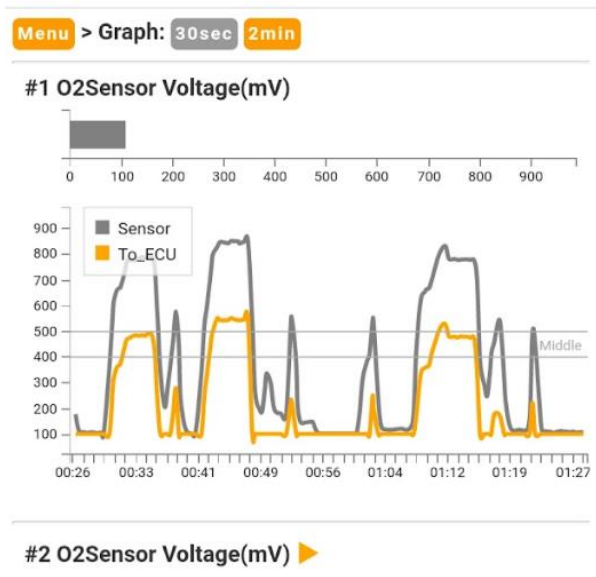 Menu > Graph: 30sec 2min
#1 O2Sensor Voltage(mV)
0 100 200 300 400 500 600 700 800 900
Sensor
To_ECU
900
800
700
600
500
400
300
200
100
Middle
00:26 00:33 00:41 00:49 00:56 01:04 01:12 01:19 01:27
#2 O2Sensor Voltage(mV)